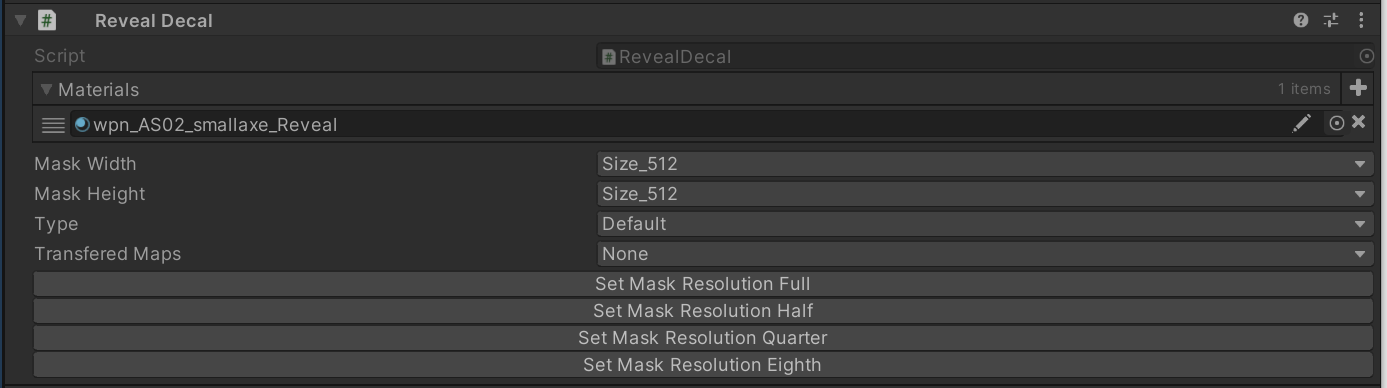 Reveal Decal
Script RevealDecal
Materials 1 items
wpn_AS02_smallaxe_Reveal
Mask Width Size_512
Mask Height Size_512
Type Default
Transfered Maps None
Set Mask Resolution Full
Set Mask Resolution Half
Set Mask Resolution Quarter
Set Mask Resolution Eighth